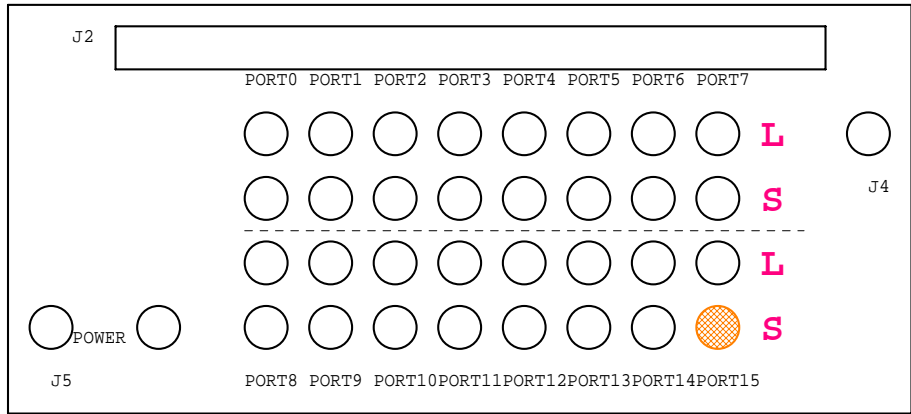 J2
PORT0 PORT1 PORT2 PORT3 PORT4 PORT5 PORT6 PORT7
L
J4
S
L
S
POWER
J5
PORT8 PORT9 PORT10PORT11PORT12PORT13PORT14PORT15